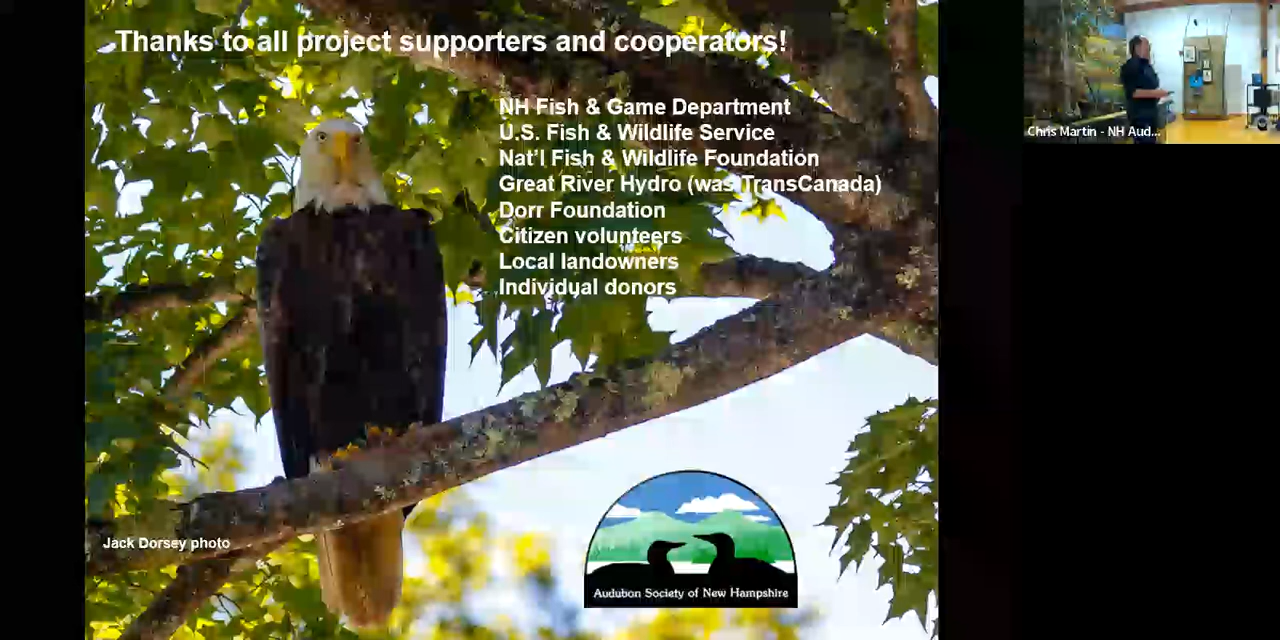 Thanks to all project supporters and cooperators!
NH Fish & Game Department
U.S. Fish & Wildlife Service
Nat'l Fish & Wildlife Foundation
Great River Hydro (was TransCanada)
Dorr Foundation
Citizen volunteers
Local landowners
Individual donors
Jack Dorsey photo
Audubon Society of New Hampshire
Chris Martin - NH Aud...